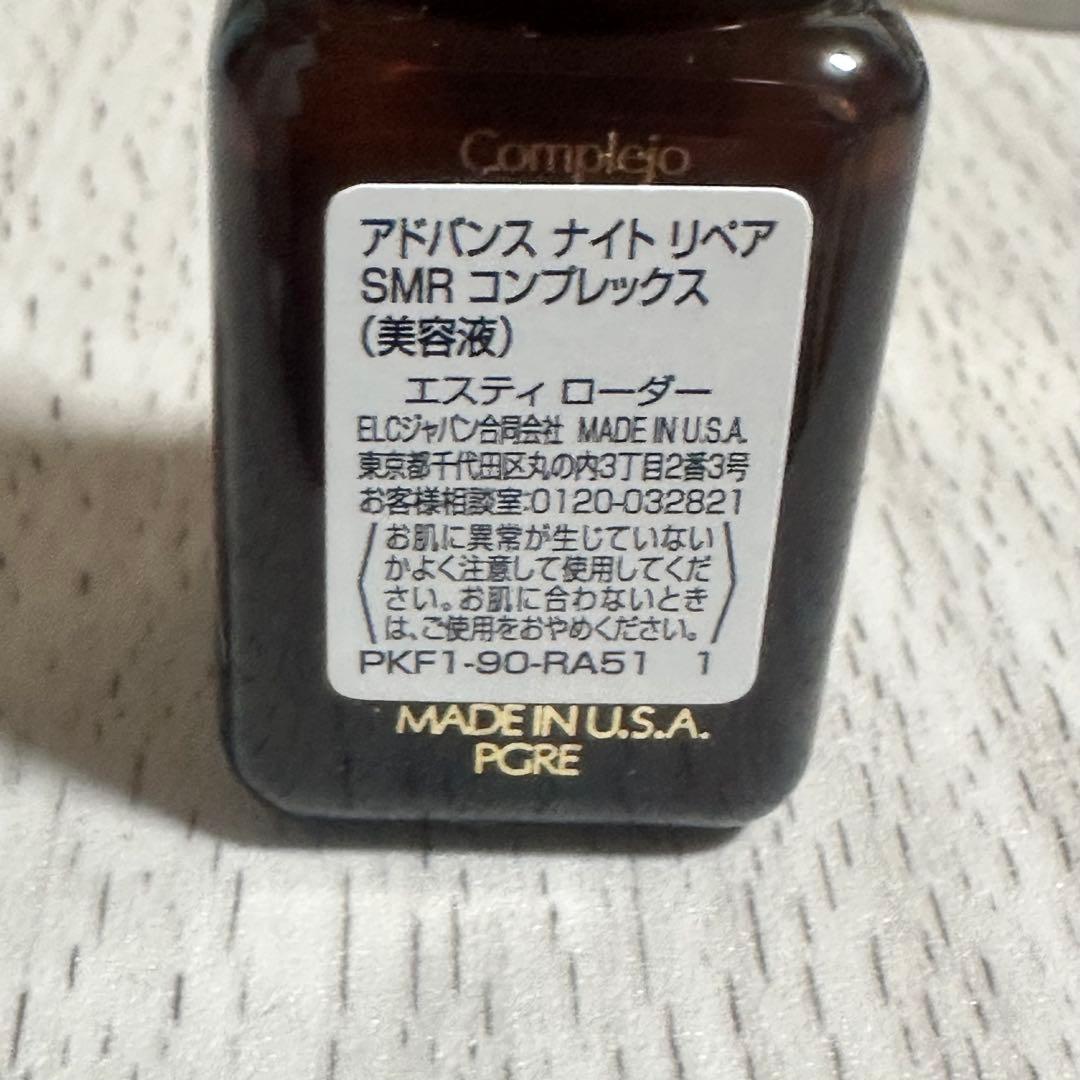 Complejo
アドバンス ナイト リペア
SMR コンプレックス
(美容液)
エスティ ローダー
ELCジャパン合同会社 MADE IN U.S.A.
東京都千代田区丸の内3丁目2番3号
お客様相談室:0120-032821
お肌に異常が生じていない
かよく注意して使用してくだ
さい。お肌に合わないとき
は、ご使用をおやめください。
PKF1-90-RA51 1
MADE IN U.S.A.
PGRE